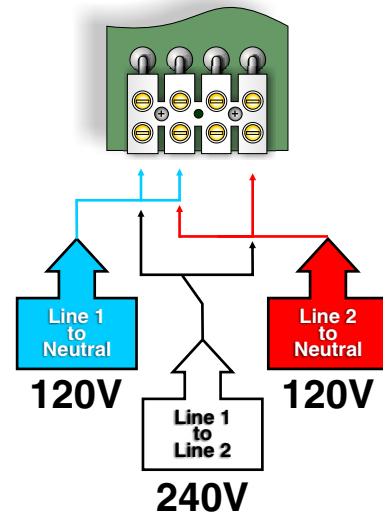 Line 1
to
Neutral
120V
Line 2
to
Neutral
120V
Line 1
to
Line 2
240V